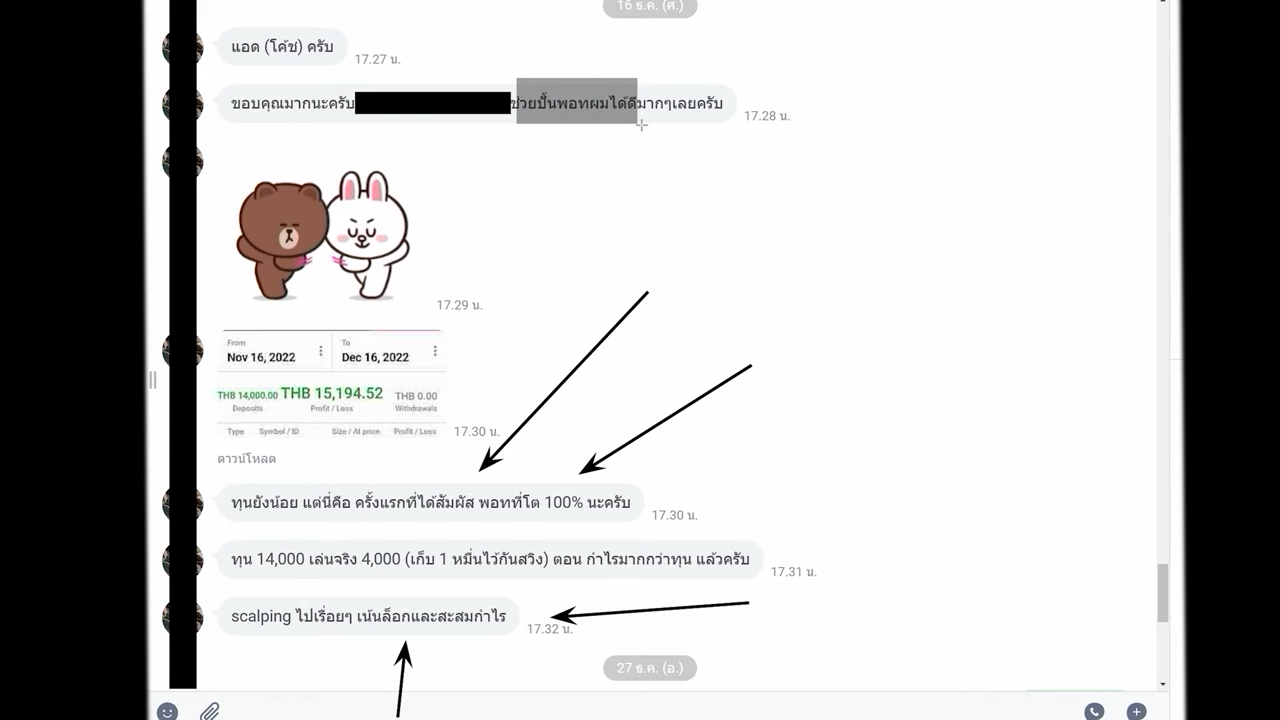 16 ธ.ค. (ศ.)
แอด (โค้ช) ครับ
17.27 น.
ขอบคุณมากนะครับ ช่วยปั้นพอทผมได้ดีมากๆเลยครับ
17.28 น.
17.29 น.
From
To
Nov 16, 2022
Dec 16, 2022
THB 14,000.00 THB 15,194.52 THB 0.00
Deposits Profit / Loss Withdrawals
Type Symbol / ID Size / At price Profit / Loss
17.30 น.
ดาวน์โหลด
ทุนยังน้อย แต่นี่คือ ครั้งแรกที่ได้สัมผัส พอทที่โต 100% นะครับ
17.30 น.
ทุน 14,000 เล่นจริง 4,000 (เก็บ 1 หมื่นไว้กันสวิง) ตอน กำไรมากกว่าทุน แล้วครับ
17.31 น.
scalping ไปเรื่อยๆ เน้นล็อกและสะสมกำไร
17.32 น.
27 ธ.ค. (อ.)